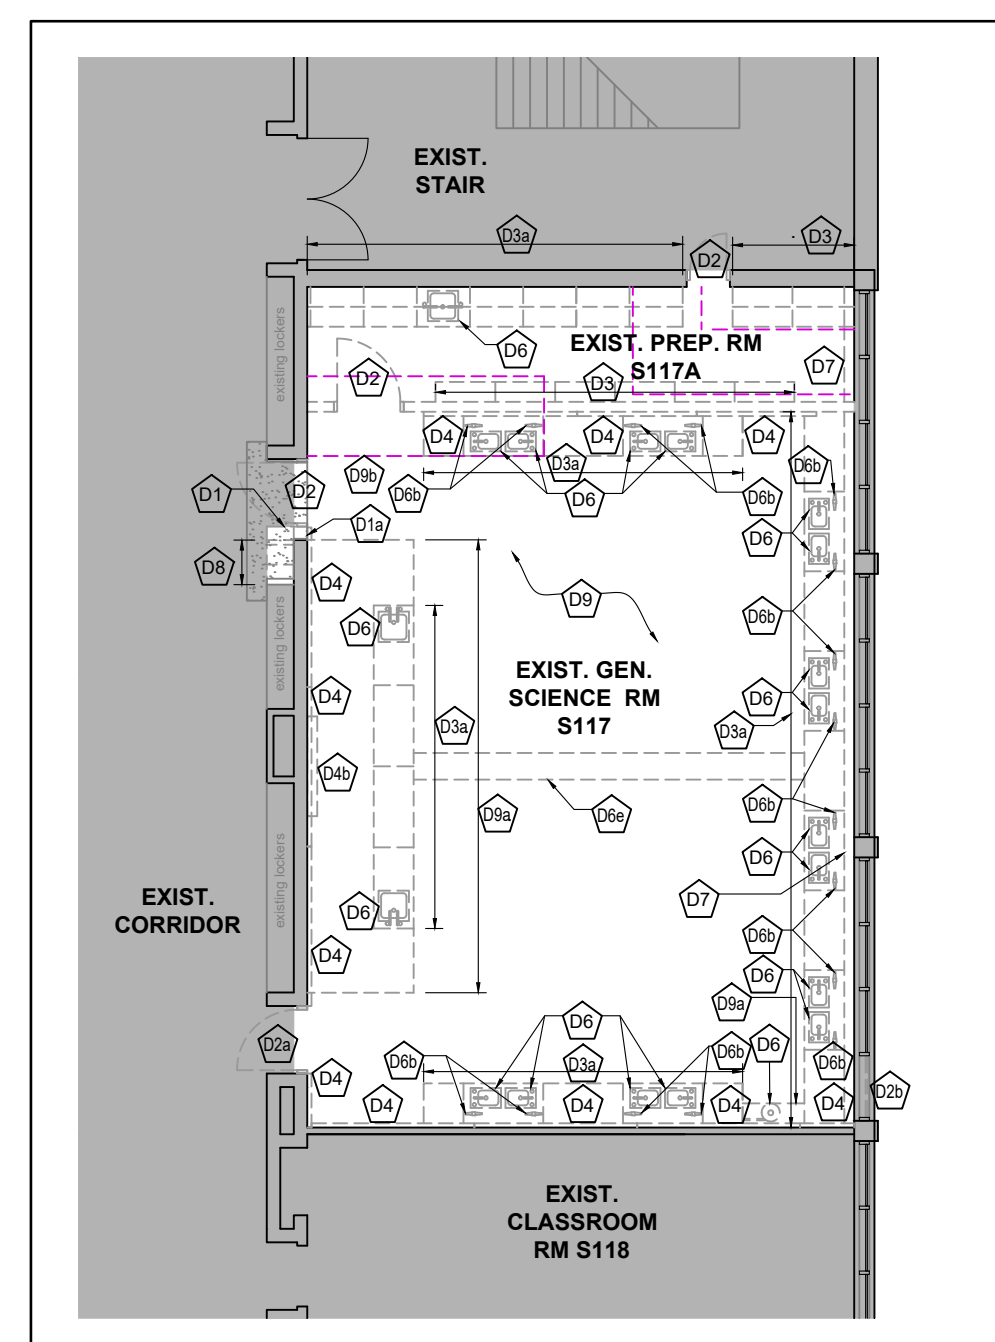 EXIST.
STAIR
D3a
D3
D2
existing lockers
D6
EXIST. PREP. RM
S117A
D7
D2
D3
D4
D4
D4
D3a
D9b
D6b
D6
D6b
D6b
D1
D2
D1a
D6
D8
D4
D9
D6
D6b
existing lockers
EXIST. GEN.
SCIENCE RM
S117
D4
D6
D3a
D3a
D4b
D9a
D6e
D6b
D6
existing lockers
EXIST.
CORRIDOR
D6
D7
D4
D6b
D6
D9a
D2a
D6
D6b
D3a
D6b
D6
D6b
D4
D2b
D4
D4
D4
D4
EXIST.
CLASSROOM
RM S118